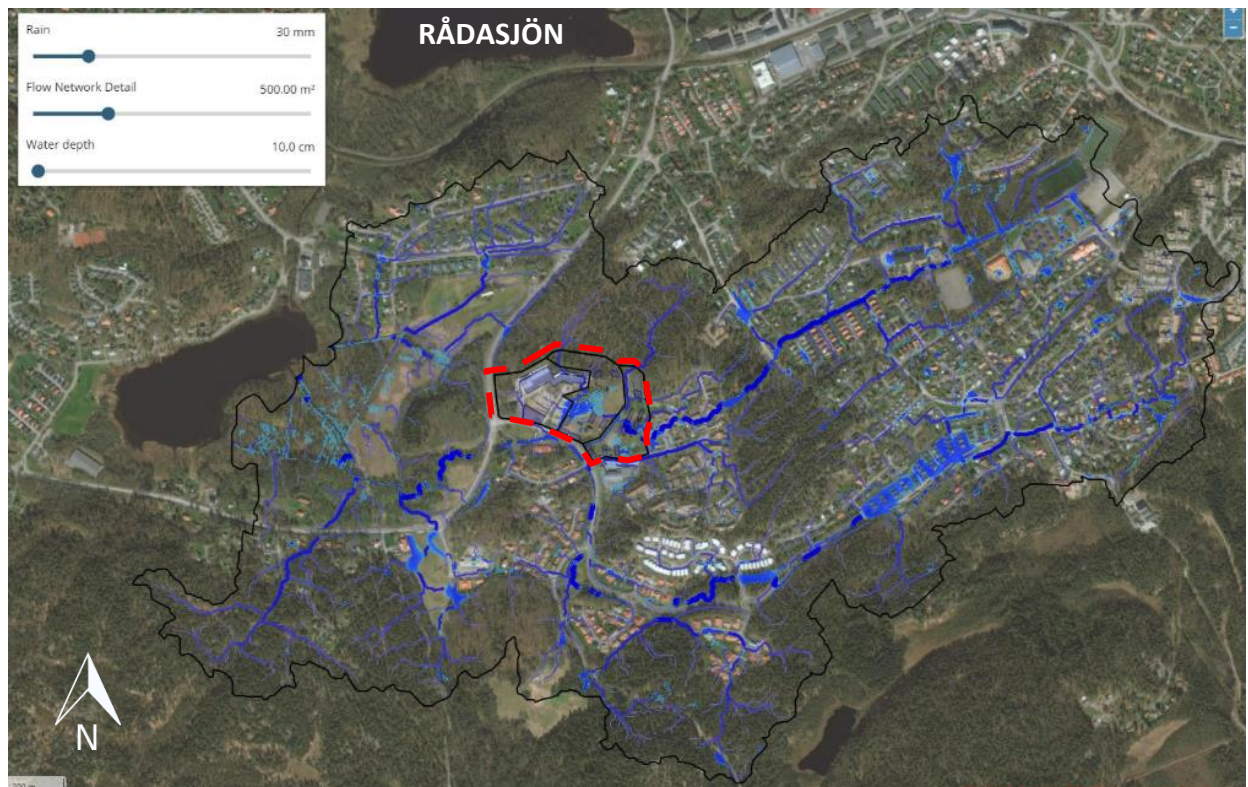 Rain 30 mm
Flow Network Detail 500.00 m²
Water depth 10.0 cm
RÅDASJÖN
N